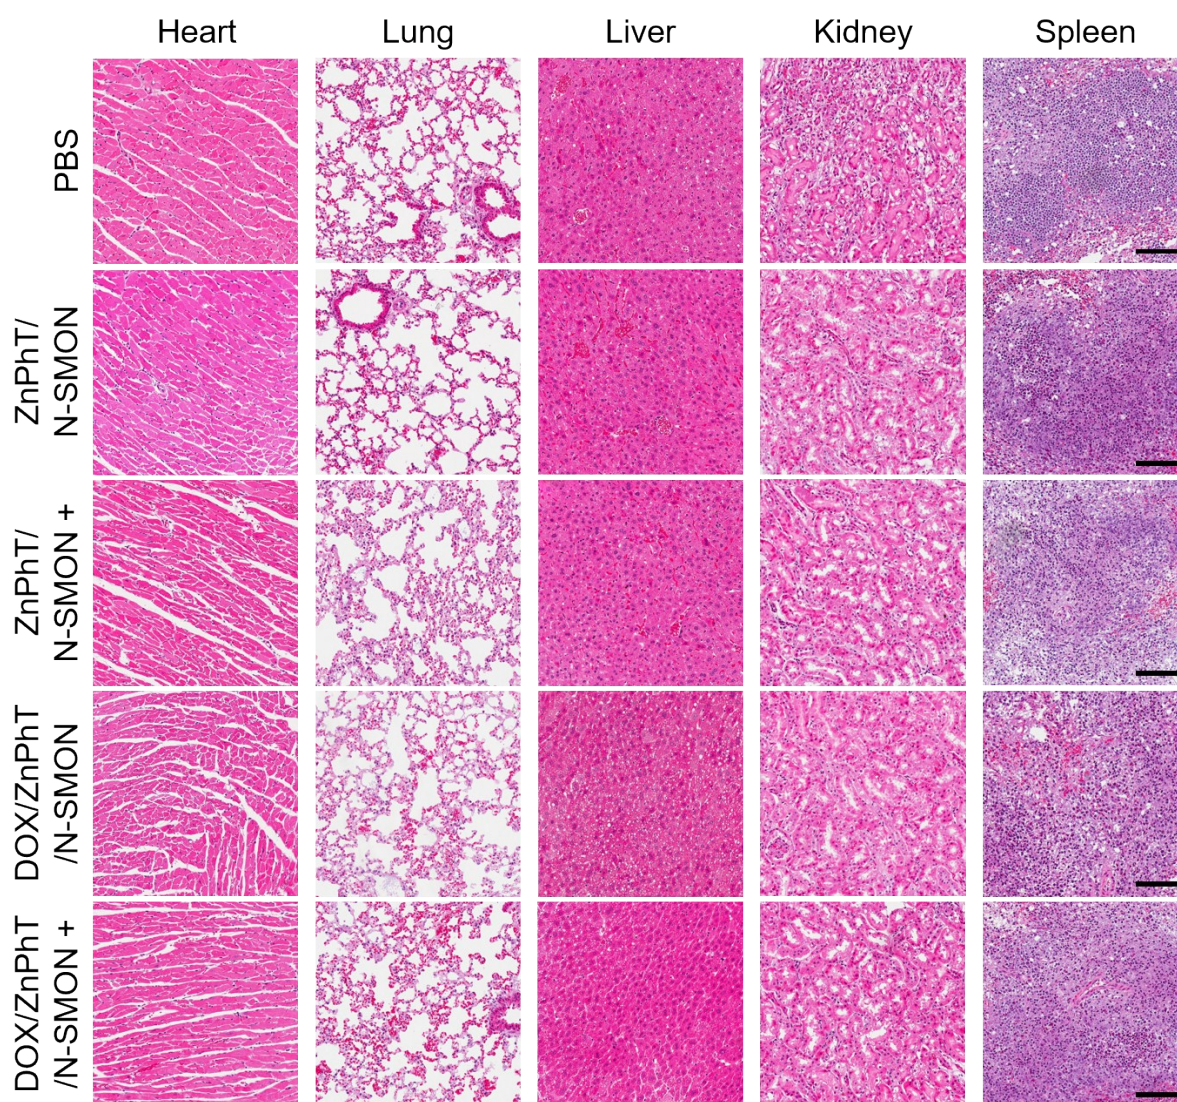 Heart Lung Liver Kidney Spleen
PBS
ZnPhT/
N-SMON
ZnPhT/
N-SMON +
DOX/ZnPhT
/N-SMON
DOX/ZnPhT
/N-SMON +